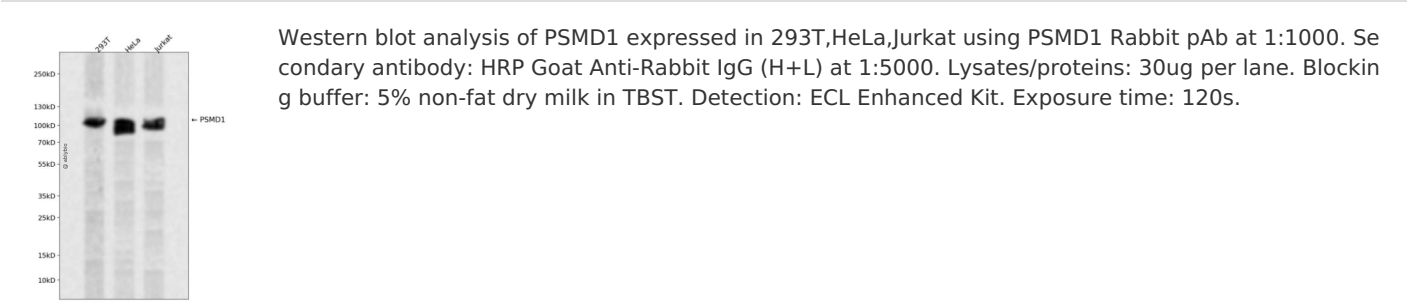 293T HeLa Jurkat
250kD
130kD
← PSMD1
100kD
70kD
55kD
35kD
25kD
15kD
10kD
Western blot analysis of PSMD1 expressed in 293T,HeLa,Jurkat using PSMD1 Rabbit pAb at 1:1000. Se
condary antibody: HRP Goat Anti-Rabbit IgG (H+L) at 1:5000. Lysates/proteins: 30ug per lane. Blockin
g buffer: 5% non-fat dry milk in TBST. Detection: ECL Enhanced Kit. Exposure time: 120s.